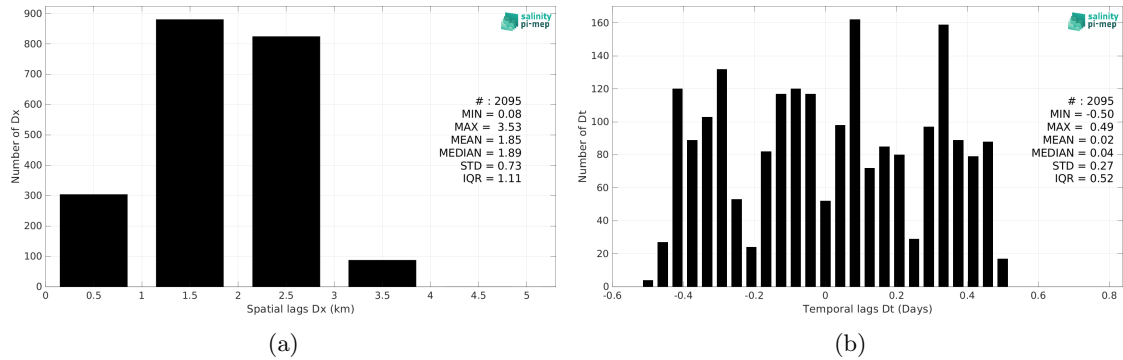 900
800
700
600
500
400
300
200
100
0
Number of Dx
0
0.5
1
1.5
2
2.5
3
3.5
4
4.5
5
Spatial lags Dx (km)
salinity
pi-mep
# : 2095
MIN = 0.08
MAX = 3.53
MEAN = 1.85
MEDIAN = 1.89
STD = 0.73
IQR = 1.11
(a)
160
140
120
100
80
60
40
20
0
Number of Dt
-0.6
-0.4
-0.2
0
0.2
0.4
0.6
0.8
Temporal lags Dt (Days)
salinity
pi-mep
# : 2095
MIN = -0.50
MAX = 0.49
MEAN = 0.02
MEDIAN = 0.04
STD = 0.27
IQR = 0.52
(b)